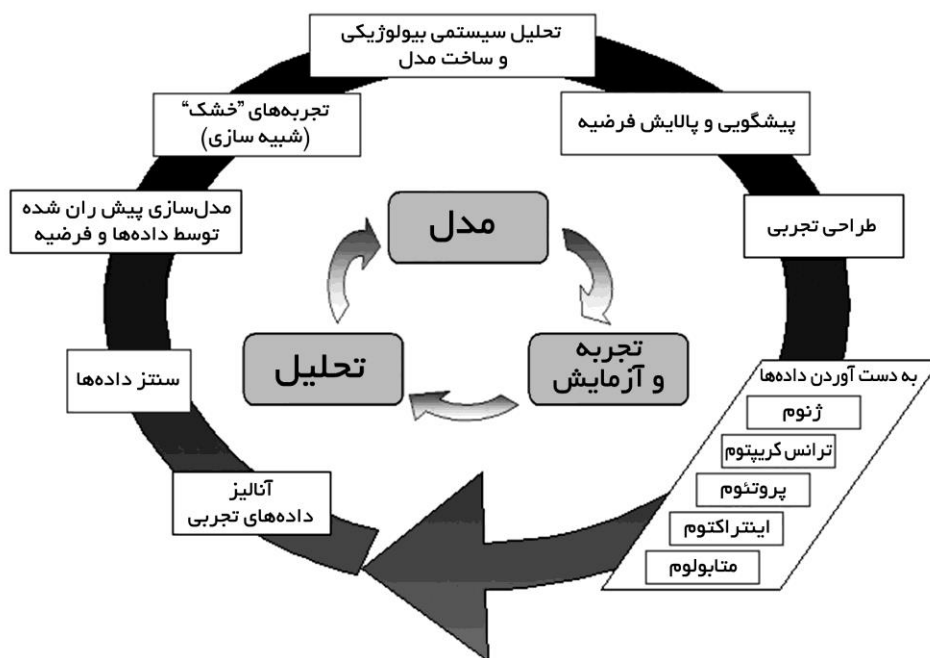 تحلیل سیستمی بیولوژیکی
و ساخت مدل
پیشگویی و پالایش فرضیه
طراحی تجربی
به دست آوردن داده‌ها
ژنوم
ترانس کریپتوم
پروتئوم
اینتراکتوم
متابولوم
آنالیز
داده‌های تجربی
سنتز داده‌ها
مدل‌سازی پیش ران شده
توسط داده‌ها و فرضیه
تجربه‌های "خشک"
(شبیه سازی)
مدل
تجربه
و آزمایش
تحلیل